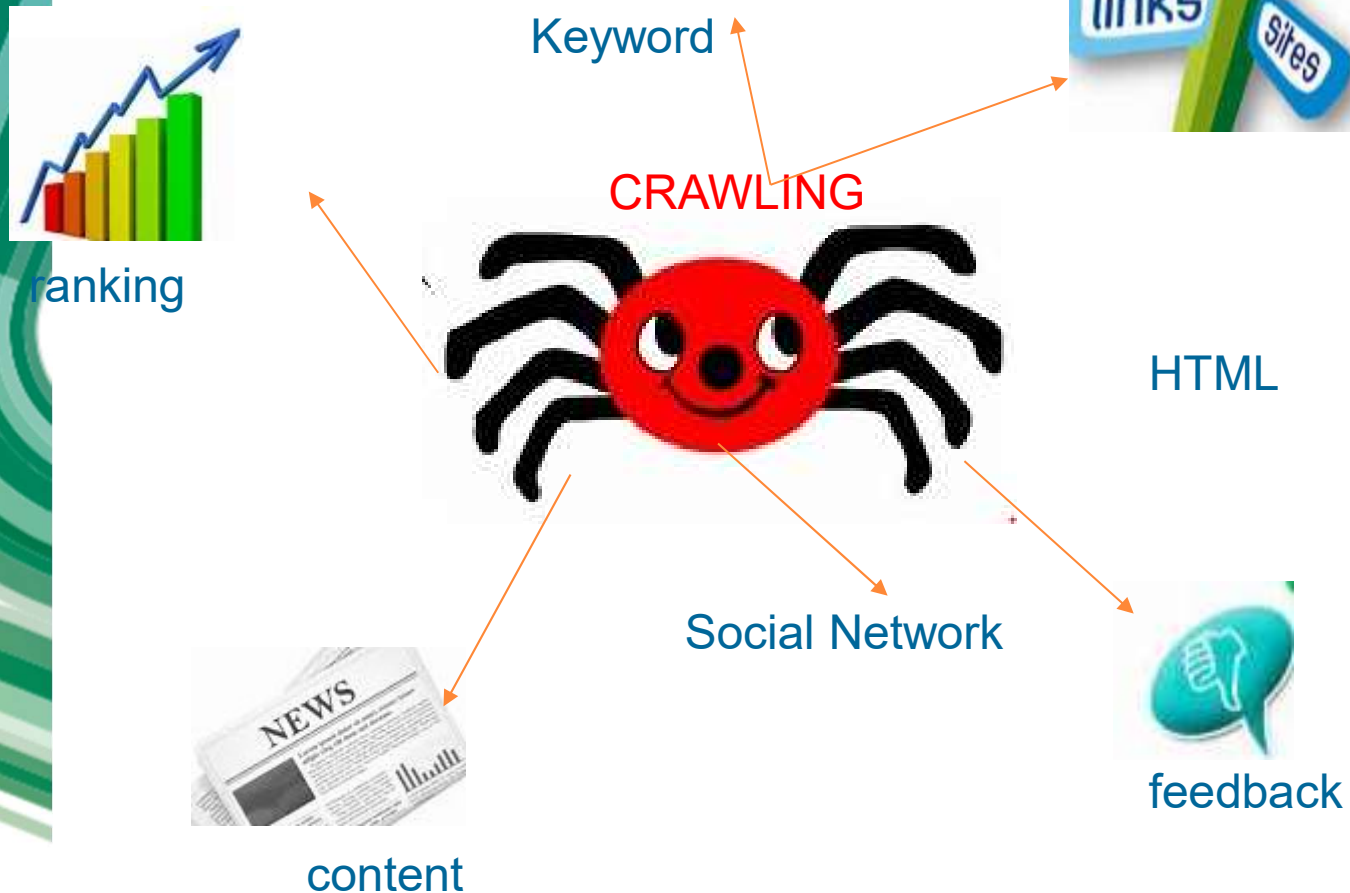 links
Keyword
sites
CRAWLING
ranking
HTML
Social Network
NEWS
feedback
content